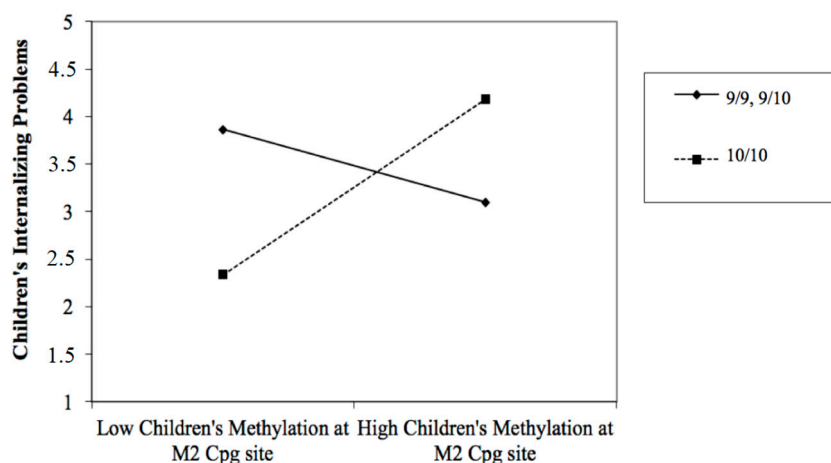 Children's Internalizing Problems
5
4.5
4
3.5
3
2.5
2
1.5
1
Low Children's Methylation at
M2 Cpg site
High Children's Methylation at
M2 Cpg site
9/9, 9/10
10/10